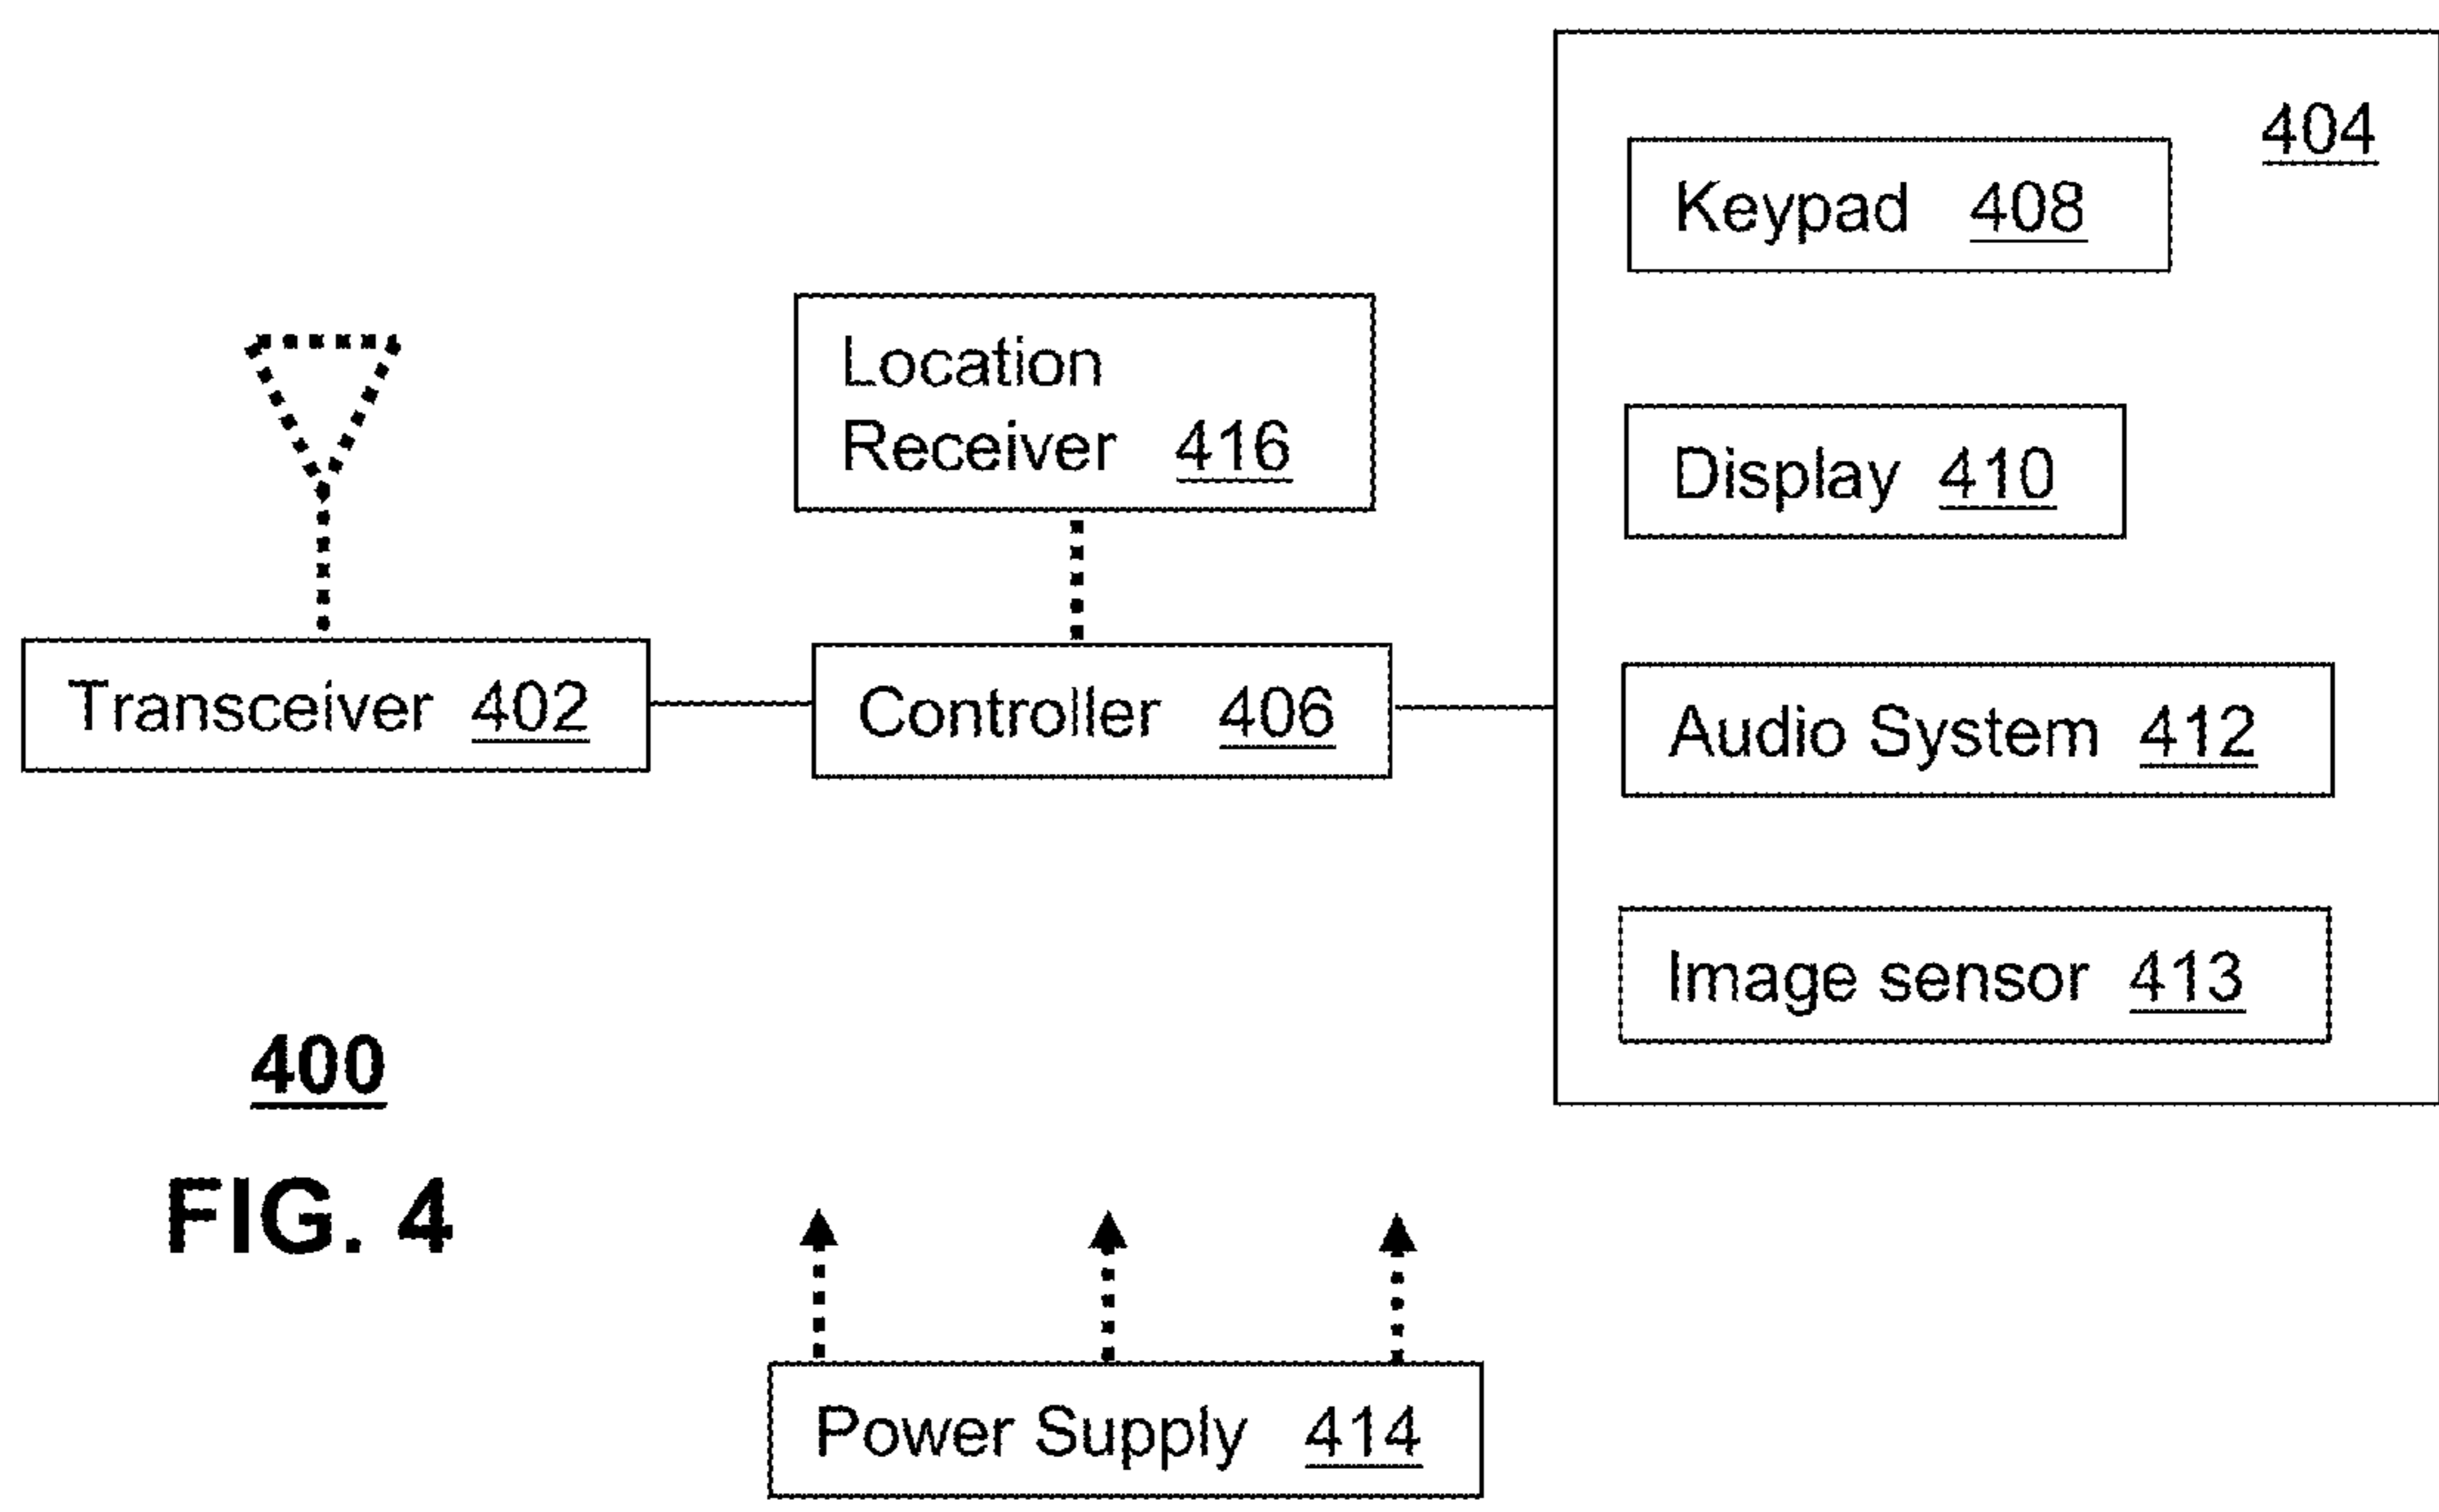 404
Keypad 408
Location
Receiver 416
Display 410
Transceiver 402
Controller 406
Audio System 412
Image sensor 413
400
FIG. 4
Power Supply 414